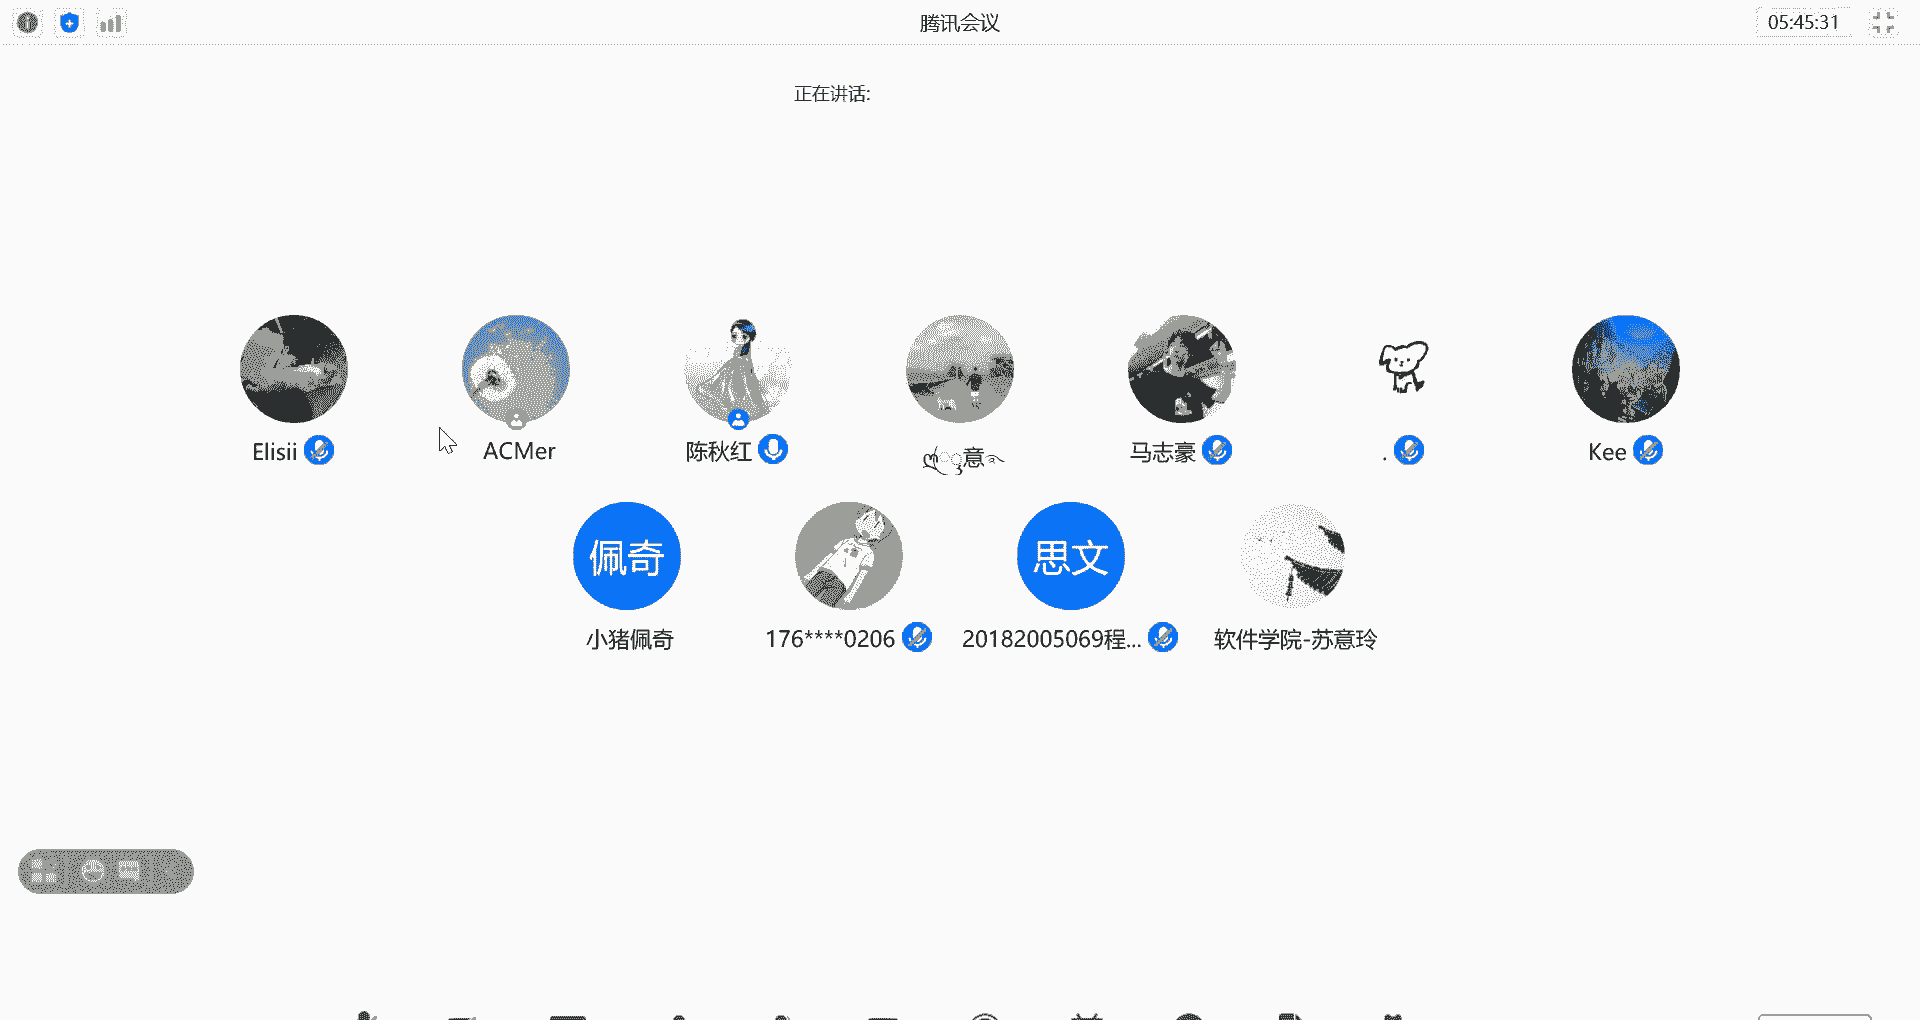 腾讯会议
05:45:31
正在讲话:
Elisii
ACMer
陈秋红
意
马志豪
.
Kee
佩奇
思文
小猪佩奇
176****0206
20182005069程...
软件学院-苏意玲